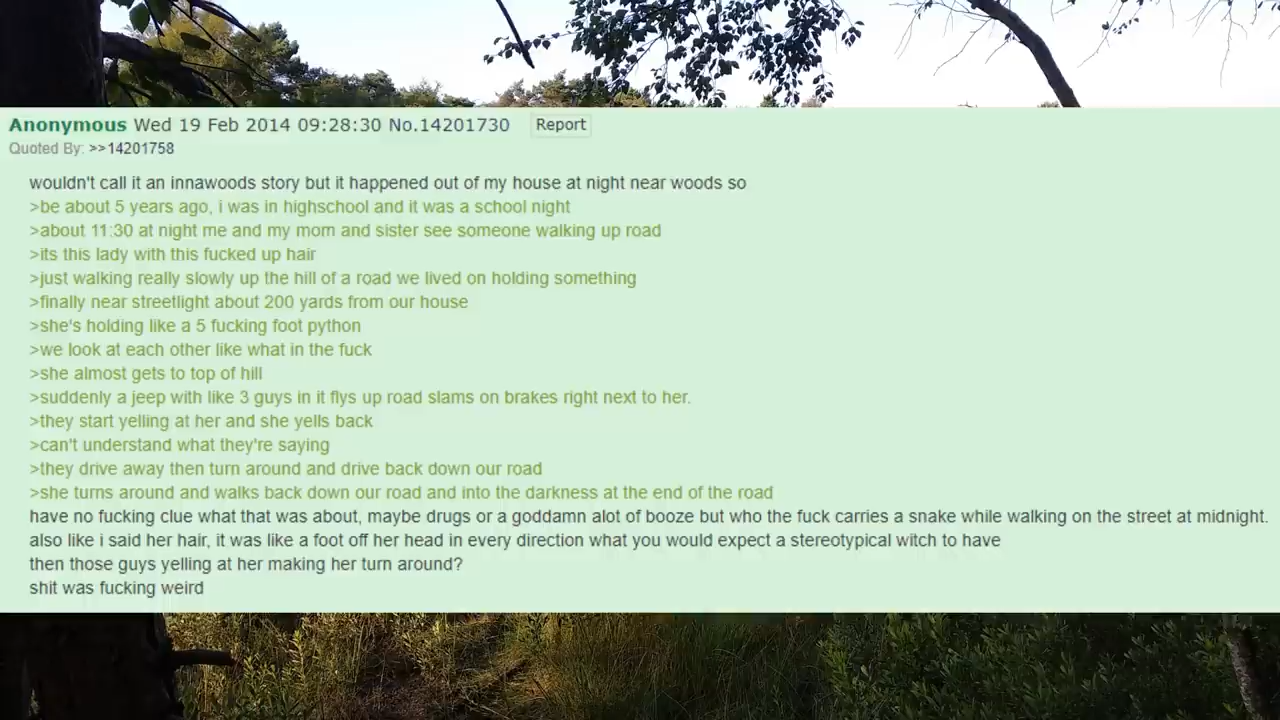 Anonymous Wed 19 Feb 2014 09:28:30 No.14201730 Report
Quoted By: >>14201758
wouldn't call it an innawoods story but it happened out of my house at night near woods so
>be about 5 years ago, i was in highschool and it was a school night
>about 11:30 at night me and my mom and sister see someone walking up road
>its this lady with this fucked up hair
>just walking really slowly up the hill of a road we lived on holding something
>finally near streetlight about 200 yards from our house
>she's holding like a 5 fucking foot python
>we look at each other like what in the fuck
>she almost gets to top of hill
>suddenly a jeep with like 3 guys in it flys up road slams on brakes right next to her.
>they start yelling at her and she yells back
>can't understand what they're saying
>they drive away then turn around and drive back down our road
>she turns around and walks back down our road and into the darkness at the end of the road
have no fucking clue what that was about, maybe drugs or a goddamn alot of booze but who the fuck carries a snake while walking on the street at midnight.
also like i said her hair, it was like a foot off her head in every direction what you would expect a stereotypical witch to have
then those guys yelling at her making her turn around?
shit was fucking weird